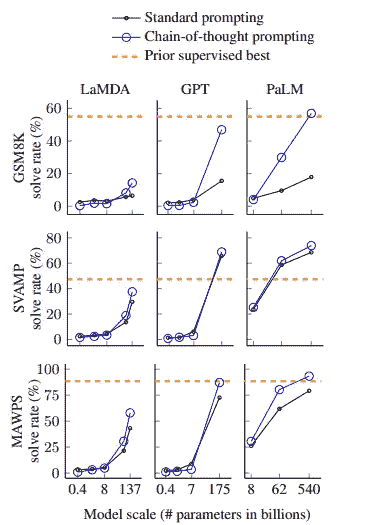 Standard prompting
Chain-of-thought prompting
Prior supervised best
LaMDA GPT PaLM
GSM8K
solve rate (%)
60
40
20
0
SVAMP
solve rate (%)
80
60
40
20
0
MAWPS
solve rate (%)
100
75
50
25
0
0.4 8 137 0.4 7 175 8 62 540
Model scale (# parameters in billions)